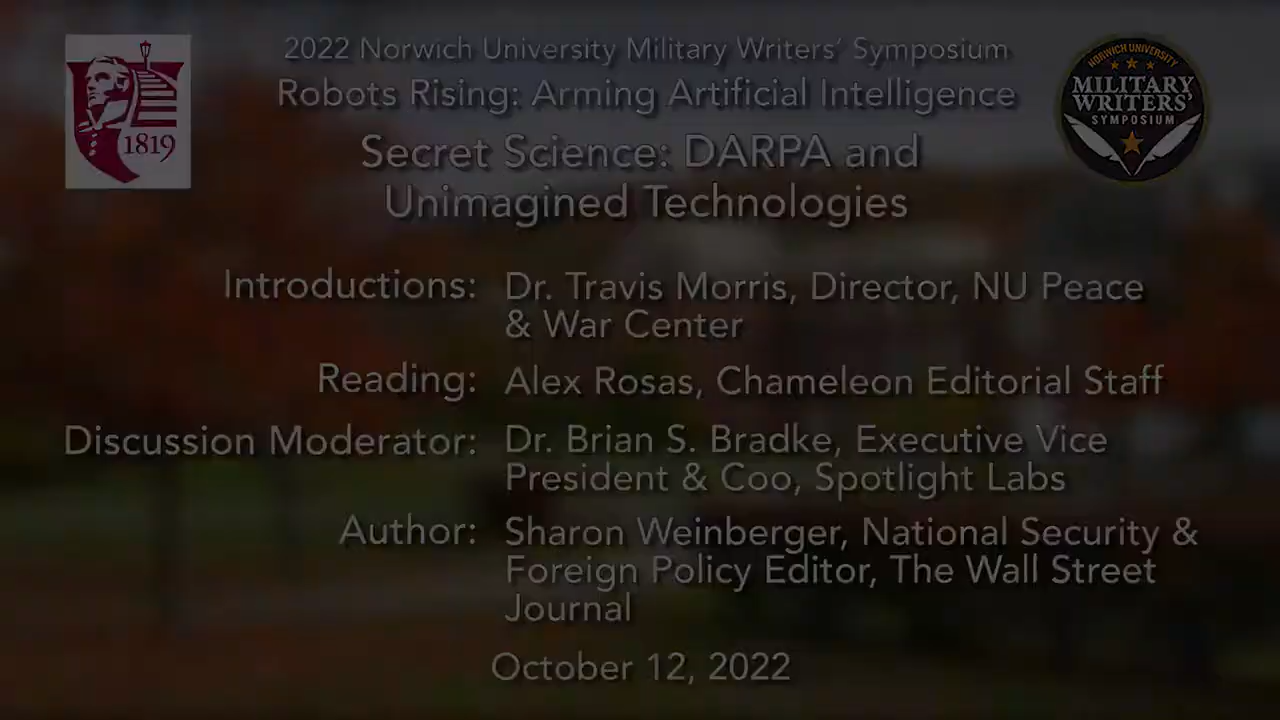 2022 Norwich University Military Writers' Symposium
Robots Rising: Arming Artificial Intelligence
Secret Science: DARPA and
Unimagined Technologies
1819
NORWICH UNIVERSITY
MILITARY
WRITERS'
SYMPOSIUM
Introductions: Dr. Travis Morris, Director, NU Peace
& War Center
Reading: Alex Rosas, Chameleon Editorial Staff
Discussion Moderator: Dr. Brian S. Bradke, Executive Vice
President & Coo, Spotlight Labs
Author: Sharon Weinberger, National Security &
Foreign Policy Editor, The Wall Street
Journal
October 12, 2022